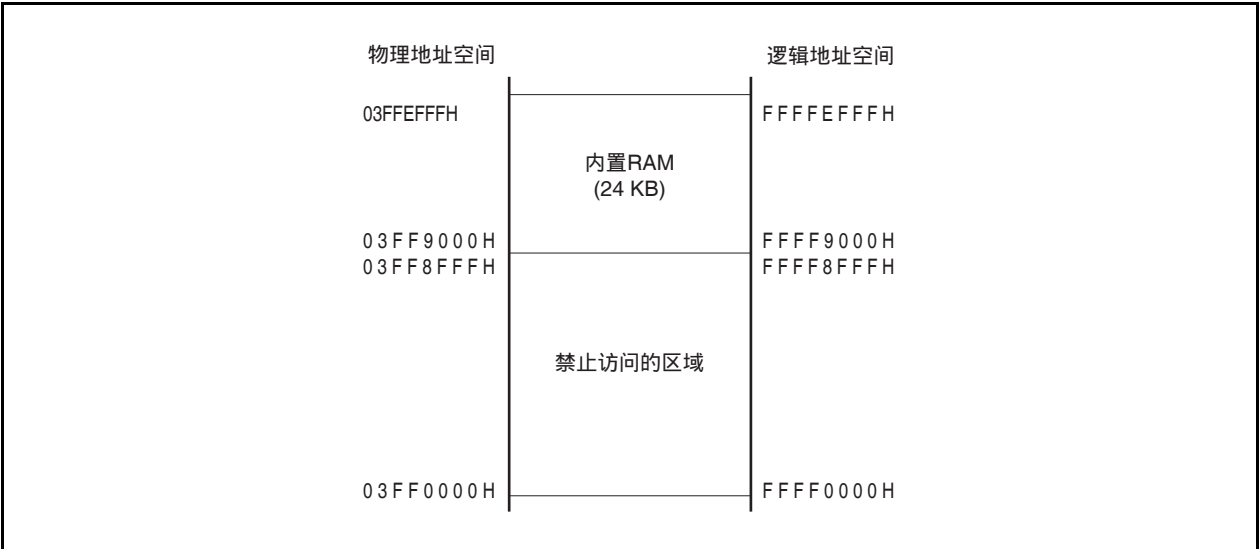 物理地址空间 逻辑地址空间
03FFEFFFH FFFFEFFFH
内置RAM
(24 KB)
03FF9000H FFFF9000H
03FF8FFFH FFFF8FFFH
禁止访问的区域
03FF0000H FFFF0000H